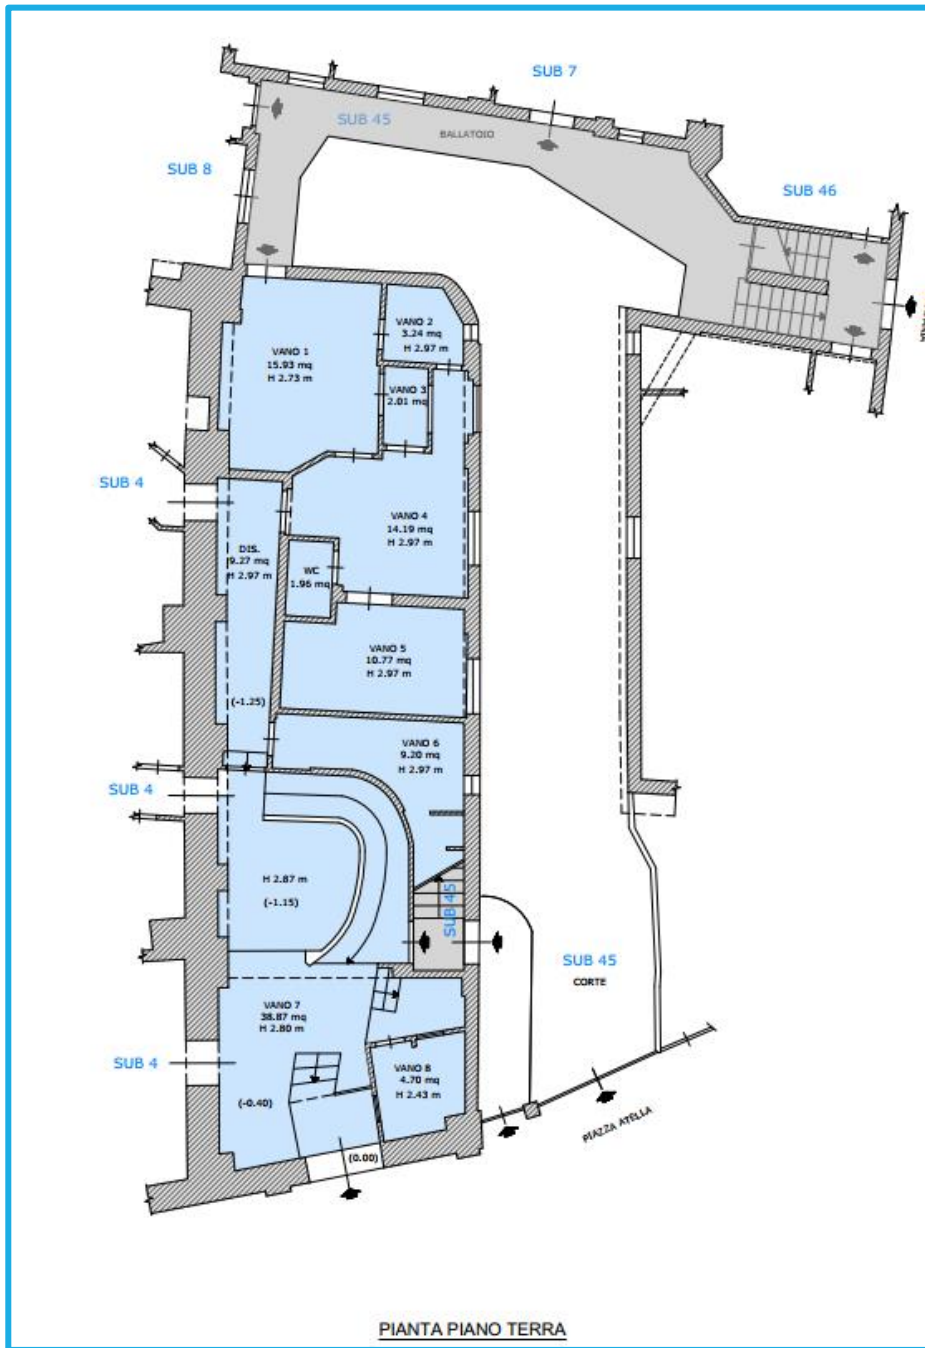 SUB 7
SUB 45
BALLATOIO
SUB 8
SUB 46
VANO 1
15.93 mq
H 2.73 m
VANO 2
3.24 mq
H 2.97 m
VANO 3
2.01 mq
SUB 4
VANO 4
14.19 mq
H 2.97 m
DIS.
9.27 mq
H 2.97 m
WC
1.96 mq
VANO 5
10.77 mq
H 2.97 m
(-1.25)
VANO 6
9.20 mq
H 2.97 m
SUB 4
H 2.87 m
(-1.15)
SUB 45
SUB 45
CORTE
VANO 7
38.87 mq
H 2.80 m
SUB 4
VANO 8
4.70 mq
H 2.43 m
(-0.40)
PIAZZA ATELLA
(0.00)
PIANTA PIANO TERRA